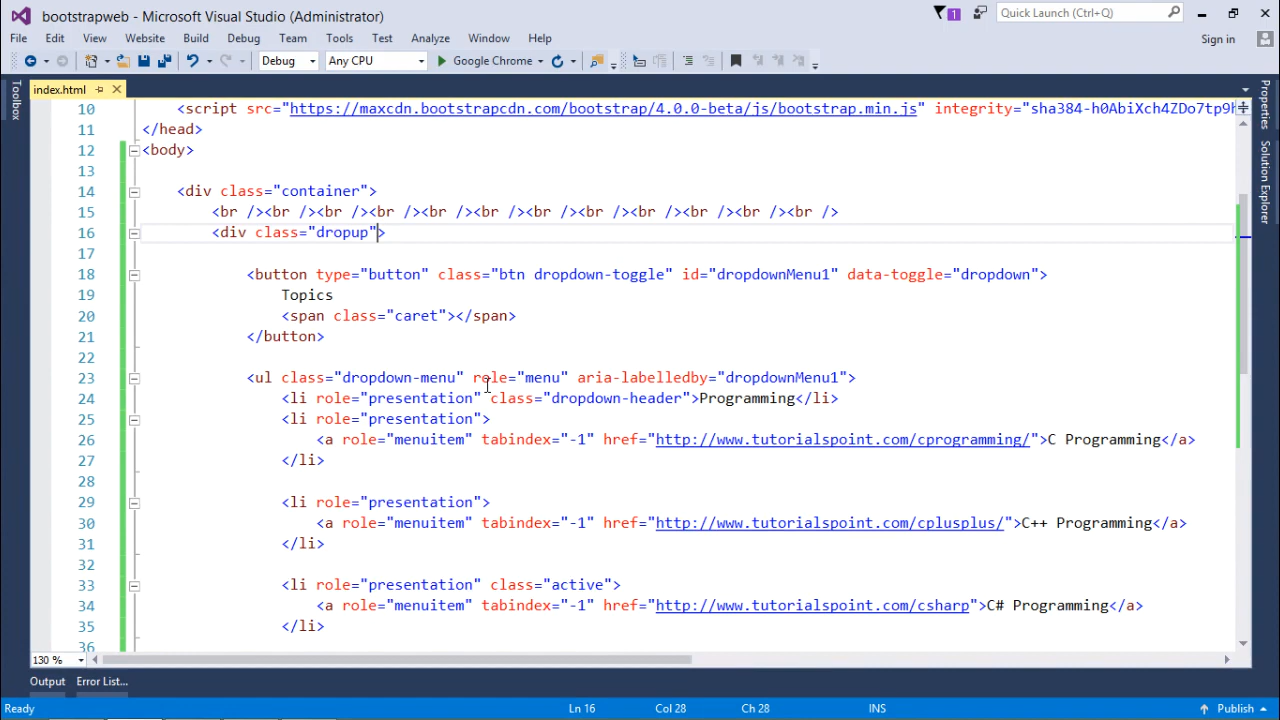 bootstrapweb - Microsoft Visual Studio (Administrator)
1
Quick Launch (Ctrl+Q)
File Edit View Website Build Debug Team Tools Test Analyze Window Help
Sign in
Debug Any CPU Google Chrome
Toolbox
index.html
Properties
Solution Explorer
10 <script src="https://maxcdn.bootstrapcdn.com/bootstrap/4.0.0-beta/js/bootstrap.min.js" integrity="sha384-h0AbiXch4ZDo7tp9h
11 </head>
12 <body>
13
14 <div class="container">
15 <br /><br /><br /><br /><br /><br /><br /><br /><br /><br /><br /><br />
16 <div class="dropup">
17
18 <button type="button" class="btn dropdown-toggle" id="dropdownMenu1" data-toggle="dropdown">
19 Topics
20 <span class="caret"></span>
21 </button>
22
23 <ul class="dropdown-menu" role="menu" aria-labelledby="dropdownMenu1">
24 <li role="presentation" class="dropdown-header">Programming</li>
25 <li role="presentation">
26 <a role="menuitem" tabindex="-1" href="http://www.tutorialspoint.com/cprogramming/">C Programming</a>
27 </li>
28
29 <li role="presentation">
30 <a role="menuitem" tabindex="-1" href="http://www.tutorialspoint.com/cplusplus/">C++ Programming</a>
31 </li>
32
33 <li role="presentation" class="active">
34 <a role="menuitem" tabindex="-1" href="http://www.tutorialspoint.com/csharp">C# Programming</a>
35 </li>
36
130 %
Output Error List...
Ready Ln 16 Col 28 Ch 28 INS Publish